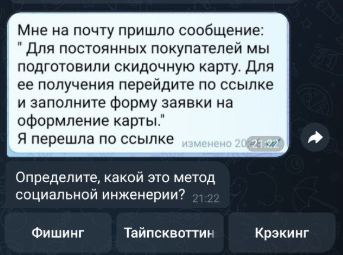 Мне на почту пришло сообщение:
" Для постоянных покупателей мы
подготовили скидочную карту. Для
ее получения перейдите по ссылке
и заполните форму заявки на
оформление карты."
Я перешла по ссылке изменено 20 21:22
Определите, какой это метод
социальной инженерии? 21:22
Фишинг Тайпсквоттин Крэкинг